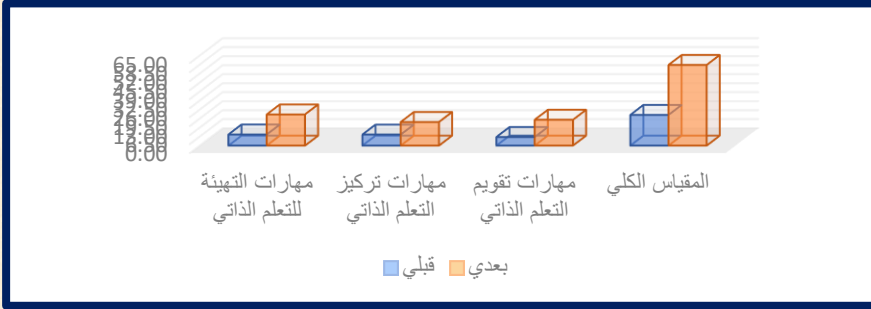 65.00
0.00
مهارات التهيئة
للتعلم الذاتي
مهارات تركيز
التعلم الذاتي
مهارات تقويم
التعلم الذاتي
المقياس الكلي
قبلي
بعدي